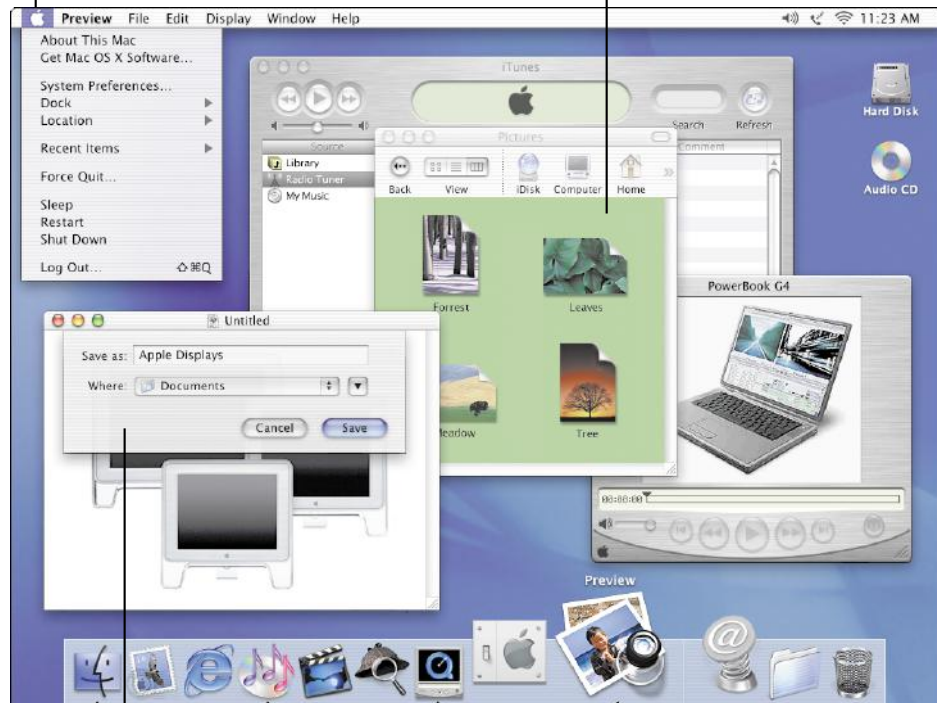 Preview File Edit Display Window Help
11:23 AM
About This Mac
Get Mac OS X Software...
System Preferences...
Dock
Location
Recent Items
Force Quit...
Sleep
Restart
Shut Down
Log Out... ⇧⌘Q
iTunes
Search
Refresh
Source
Comment
Library
Radio Tuner
My Music
Pictures
Back
View
iDisk
Computer
Home
Forrest
Leaves
Meadow
Tree
Hard Disk
Audio CD
PowerBook G4
00:00:00
Untitled
Save as: Apple Displays
Where: Documents
Cancel
Save
Preview
@